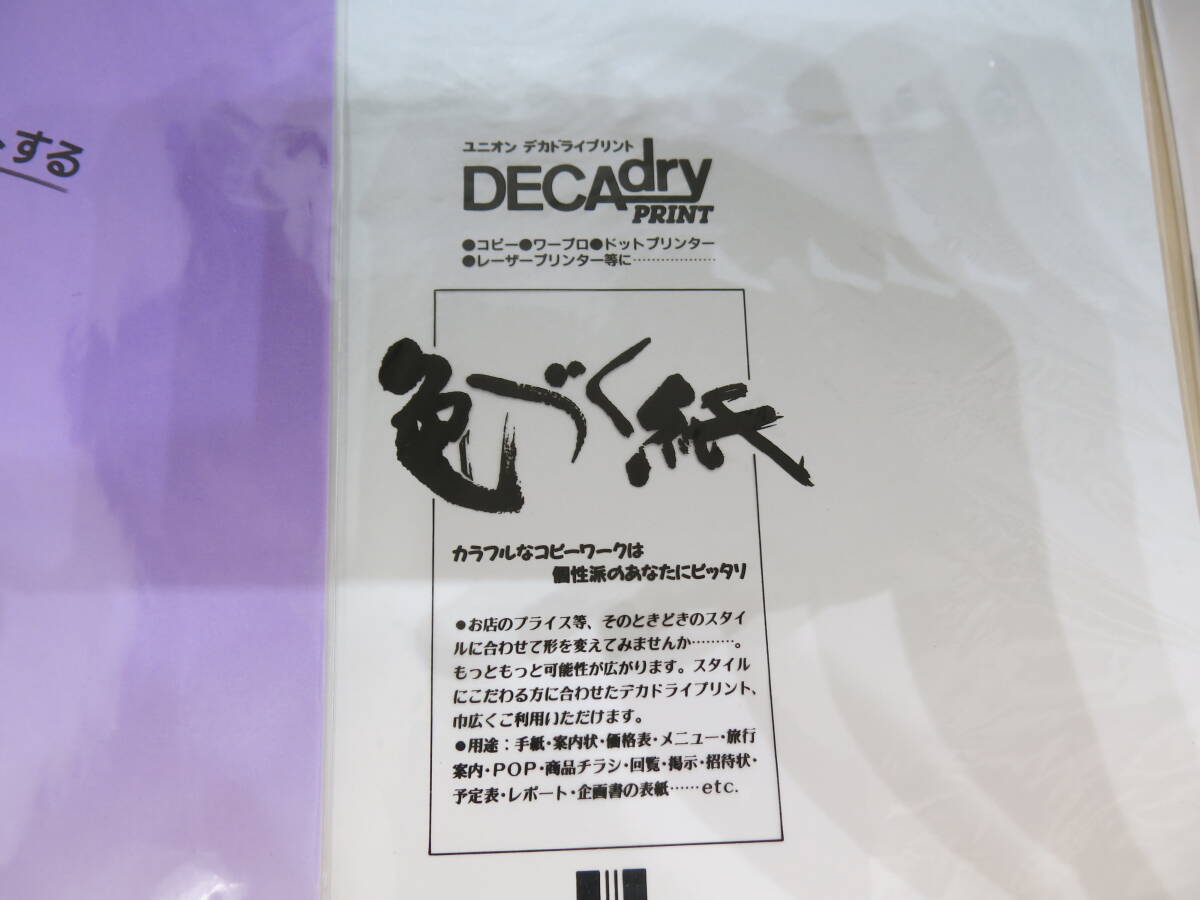 する
ユニオン デカドライプリント
DECAdry
PRINT
●コピー●ワープロ●ドットプリンター
●レーザープリンター等に………………
色づく紙
カラフルなコピーワークは
個性派のあなたにピッタリ
●お店のプライス等、そのときどきのスタイ
ルに合わせて形を変えてみませんか………。
もっともっと可能性が広がります。スタイル
にこだわる方に合わせたデカドライプリント、
巾広くご利用いただけます。
●用途：手紙・案内状・価格表・メニュー・旅行
案内・POP・商品チラシ・回覧・掲示・招待状・
予定表・レポート・企画書の表紙……etc.